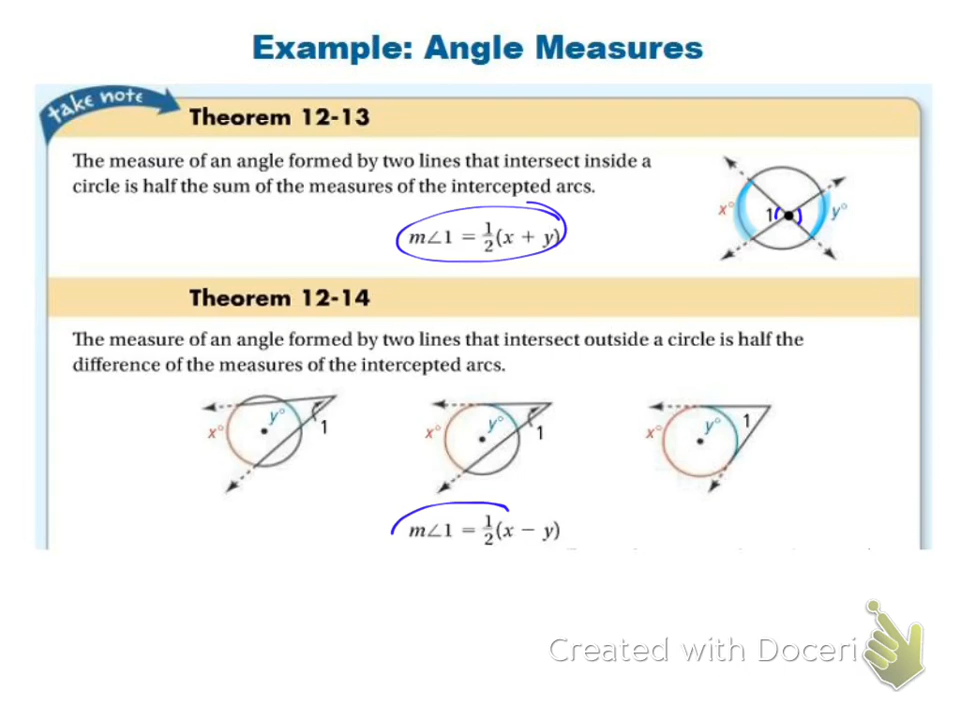 Example: Angle Measures
take note
Theorem 12-13
The measure of an angle formed by two lines that intersect inside a
circle is half the sum of the measures of the intercepted arcs.
m∠1 = ½(x + y)
x° 1 y°
Theorem 12-14
The measure of an angle formed by two lines that intersect outside a circle is half the
difference of the measures of the intercepted arcs.
x° y° 1
x° y° 1
x° y° 1
m∠1 = ½(x − y)
Created with Doceri